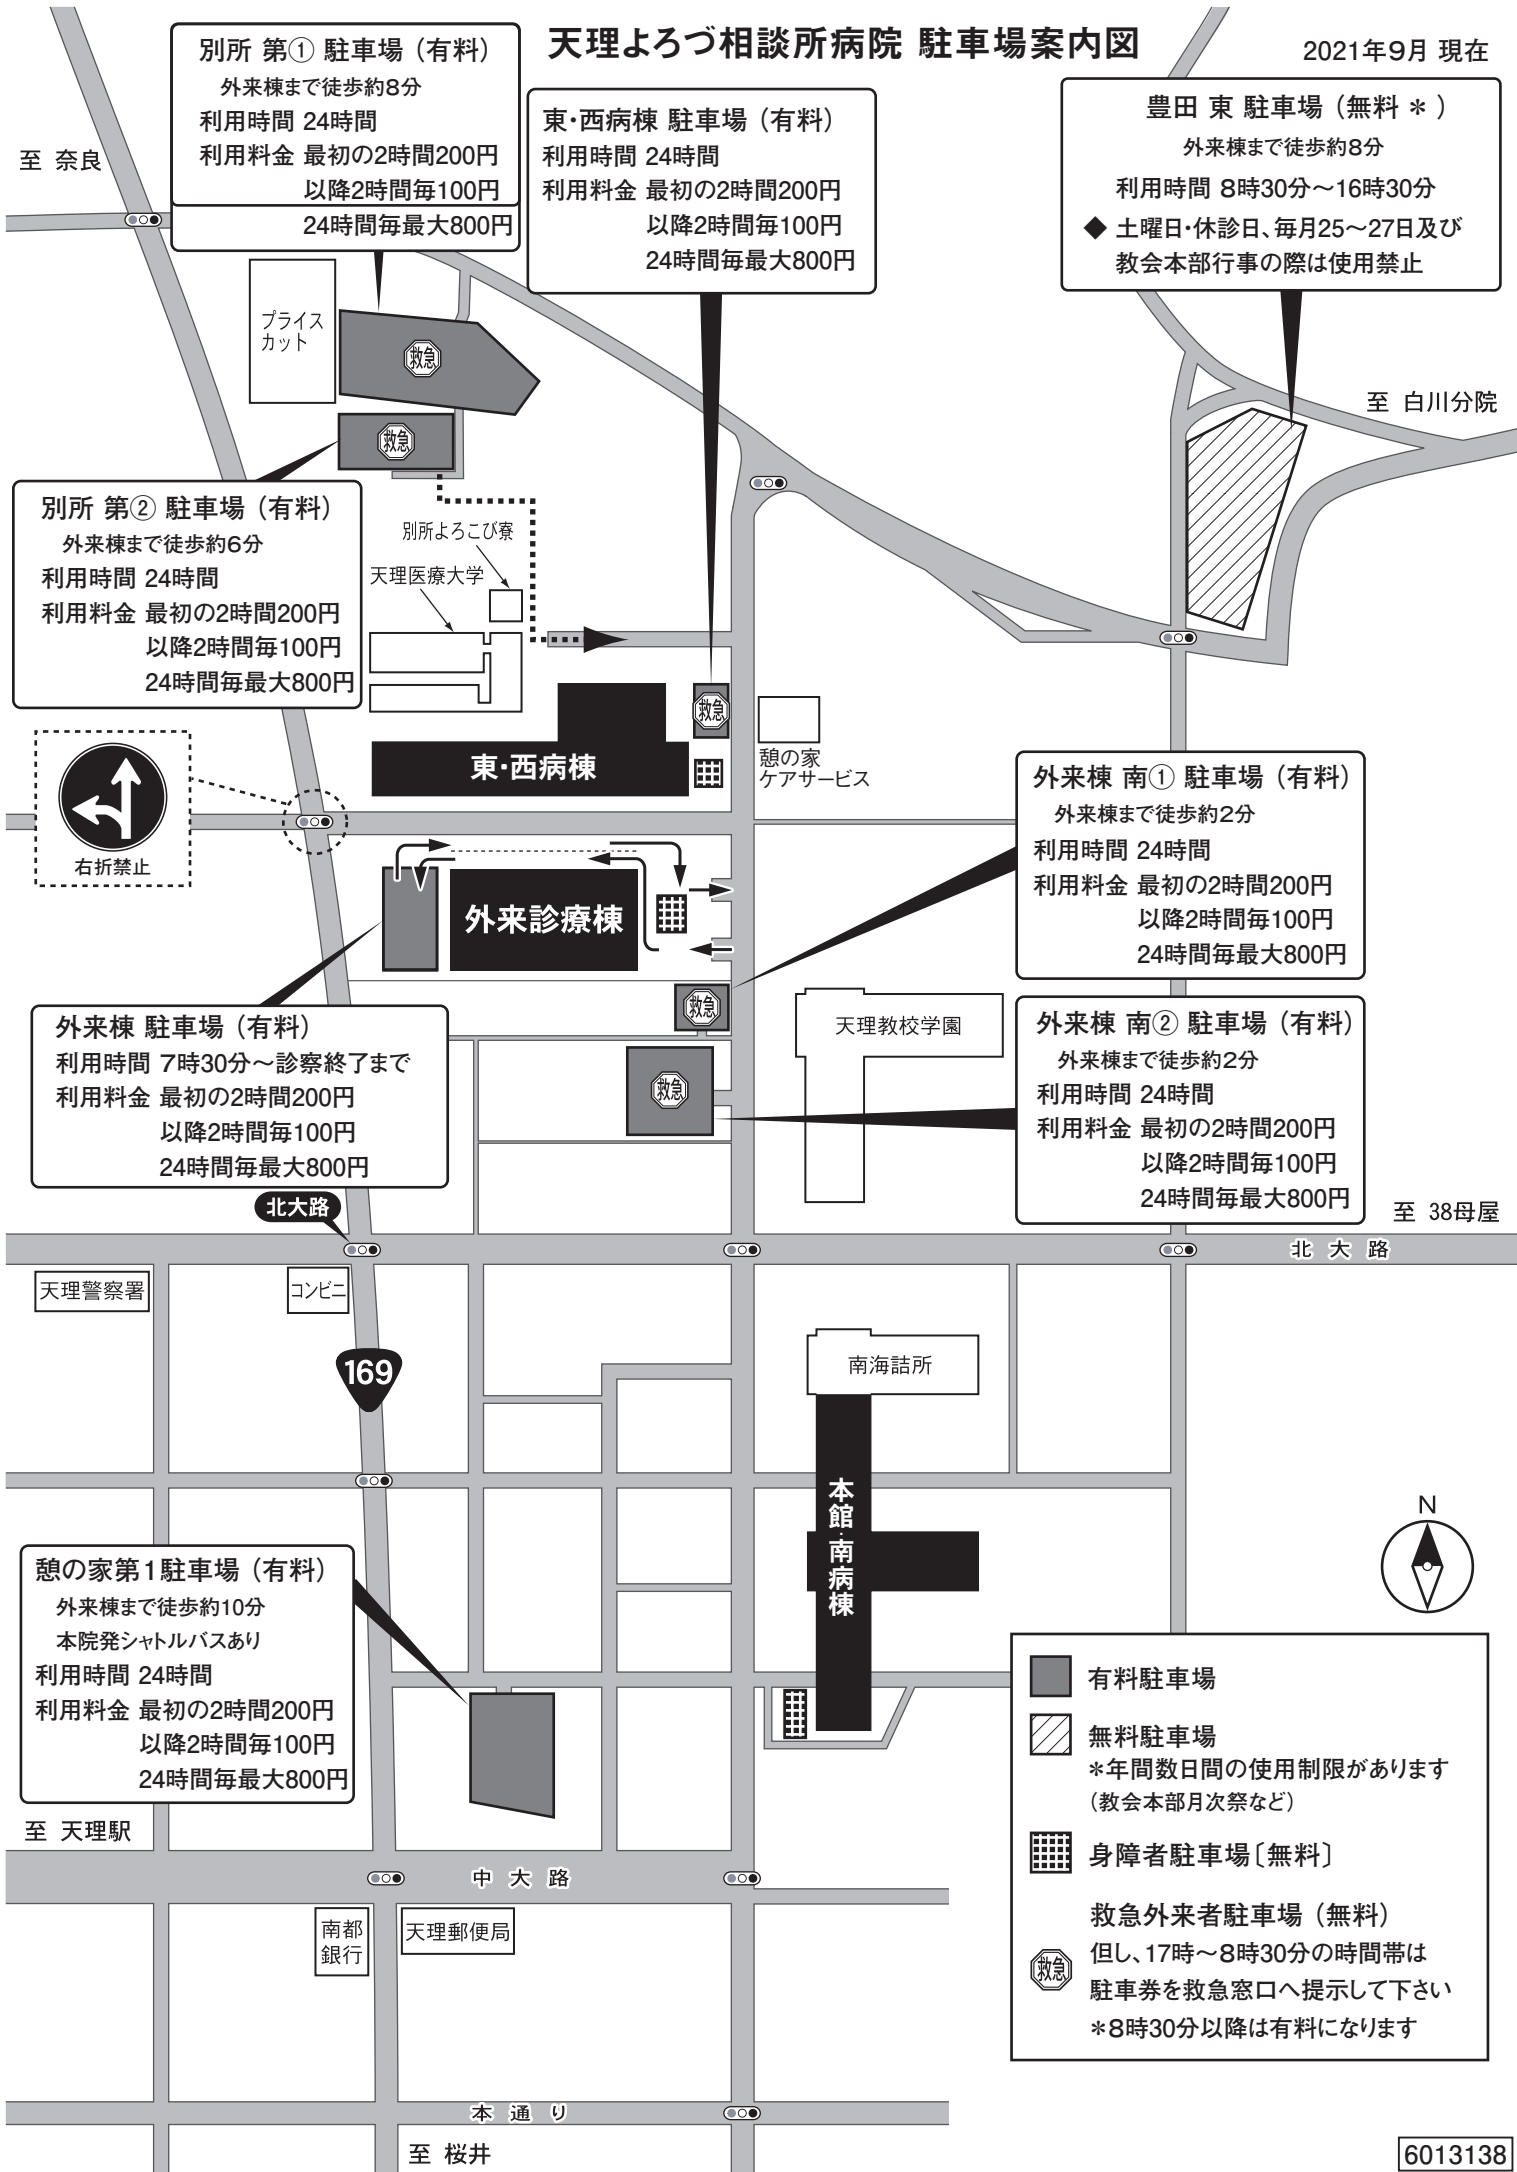 天理よろづ相談所病院 駐車場案内図
2021年9月 現在
別所 第① 駐車場（有料）
外来棟まで徒歩約8分
利用時間 24時間
利用料金 最初の2時間200円
以降2時間毎100円
24時間毎最大800円
東・西病棟 駐車場（有料）
利用時間 24時間
利用料金 最初の2時間200円
以降2時間毎100円
24時間毎最大800円
豊田 東 駐車場（無料＊）
外来棟まで徒歩約8分
利用時間 8時30分～16時30分
◆ 土曜日・休診日、毎月25～27日及び
教会本部行事の際は使用禁止
至 奈良
プライス
カット
救急
至 白川分院
救急
別所 第② 駐車場（有料）
外来棟まで徒歩約6分
利用時間 24時間
利用料金 最初の2時間200円
以降2時間毎100円
24時間毎最大800円
別所よろこび寮
天理医療大学
救急
東・西病棟
憩の家
ケアサービス
右折禁止
外来棟 南① 駐車場（有料）
外来棟まで徒歩約2分
利用時間 24時間
利用料金 最初の2時間200円
以降2時間毎100円
24時間毎最大800円
外来診療棟
救急
外来棟 駐車場（有料）
利用時間 7時30分～診察終了まで
利用料金 最初の2時間200円
以降2時間毎100円
24時間毎最大800円
天理教校学園
救急
外来棟 南② 駐車場（有料）
外来棟まで徒歩約2分
利用時間 24時間
利用料金 最初の2時間200円
以降2時間毎100円
24時間毎最大800円
北大路
至 38母屋
北 大 路
天理警察署
コンビニ
169
南海詰所
本館・南病棟
N
憩の家第1駐車場（有料）
外来棟まで徒歩約10分
本院発シャトルバスあり
利用時間 24時間
利用料金 最初の2時間200円
以降2時間毎100円
24時間毎最大800円
至 天理駅
中 大 路
南都
銀行
天理郵便局
有料駐車場
無料駐車場
＊年間数日間の使用制限があります
（教会本部月次祭など）
身障者駐車場〔無料〕
救急外来者駐車場（無料）
救急
但し、17時～8時30分の時間帯は
駐車券を救急窓口へ提示して下さい
＊8時30分以降は有料になります
本 通 り
至 桜井
6013138